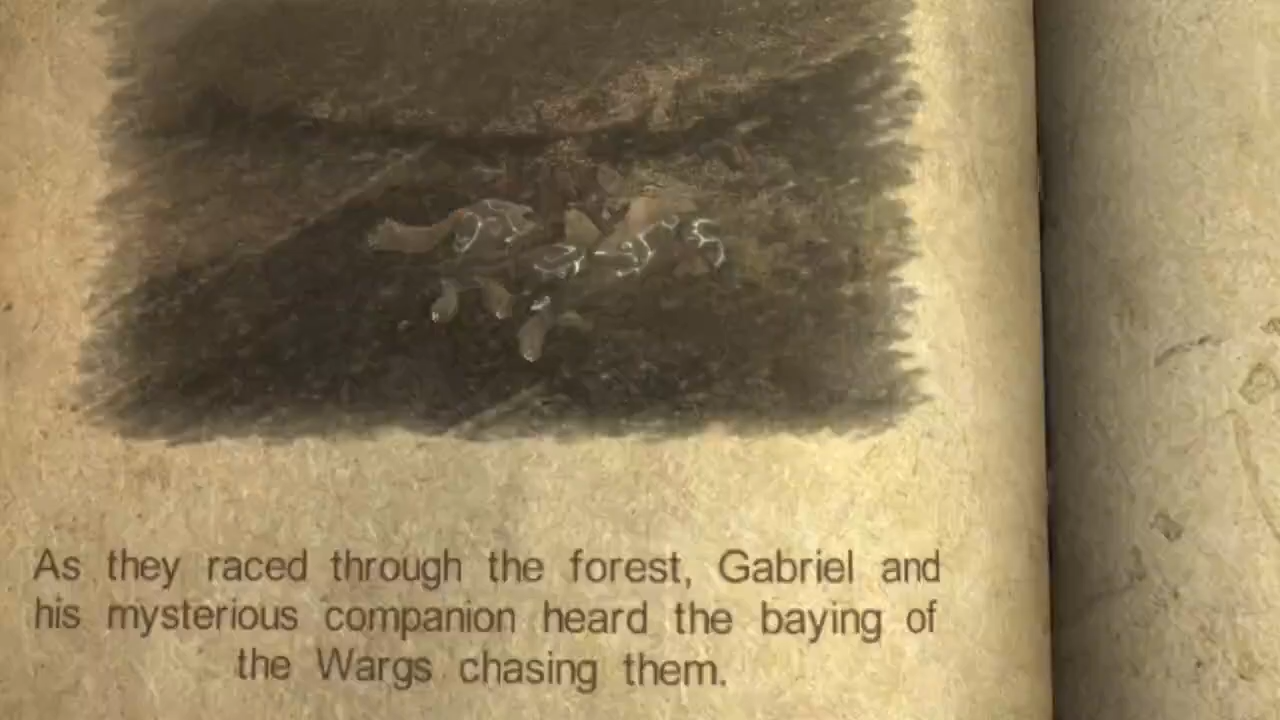 As they raced through the forest, Gabriel and
his mysterious companion heard the baying of
the Wargs chasing them.